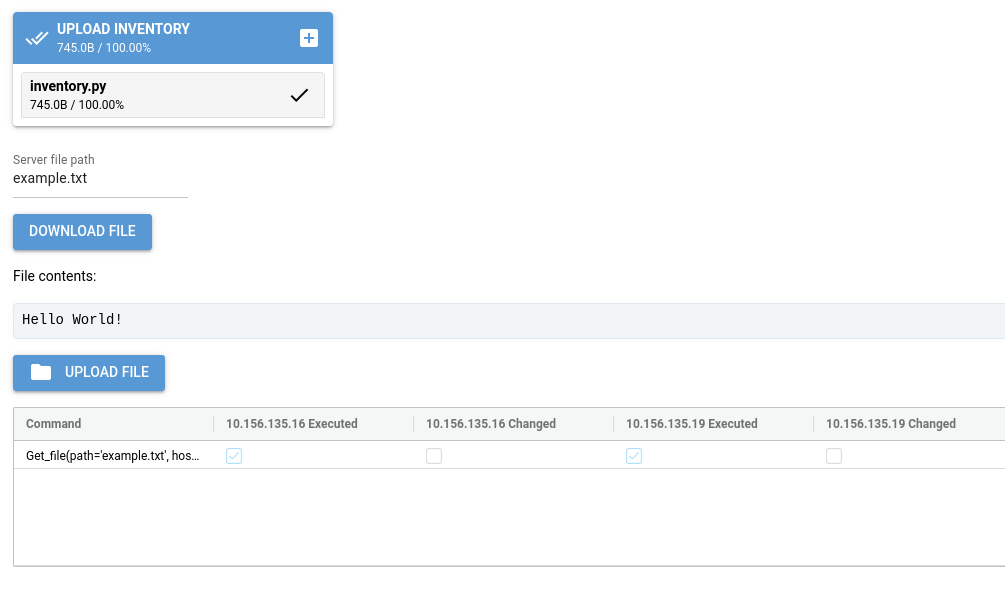 UPLOAD INVENTORY
745.0B / 100.00%
inventory.py
745.0B / 100.00%
Server file path
example.txt
DOWNLOAD FILE
File contents:
Hello World!
UPLOAD FILE
Command 10.156.135.16 Executed 10.156.135.16 Changed 10.156.135.19 Executed 10.156.135.19 Changed
Get_file(path='example.txt', hos...